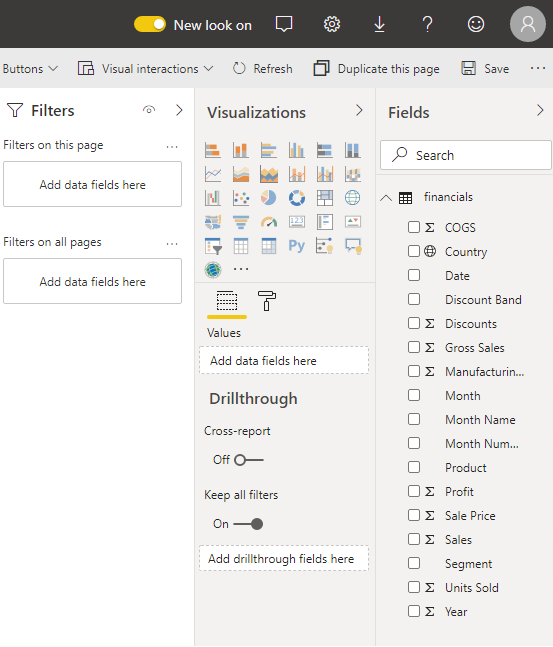 New look on
Buttons
Visual interactions
Refresh
Duplicate this page
Save
Filters
Filters on this page
Add data fields here
Filters on all pages
Add data fields here
Visualizations
123
Py
Values
Add data fields here
Drillthrough
Cross-report
Off
Keep all filters
On
Add drillthrough fields here
Fields
Search
financials
Σ COGS
Country
Date
Discount Band
Σ Discounts
Σ Gross Sales
Σ Manufacturin...
Month
Month Name
Month Num...
Product
Σ Profit
Σ Sale Price
Σ Sales
Segment
Σ Units Sold
Σ Year